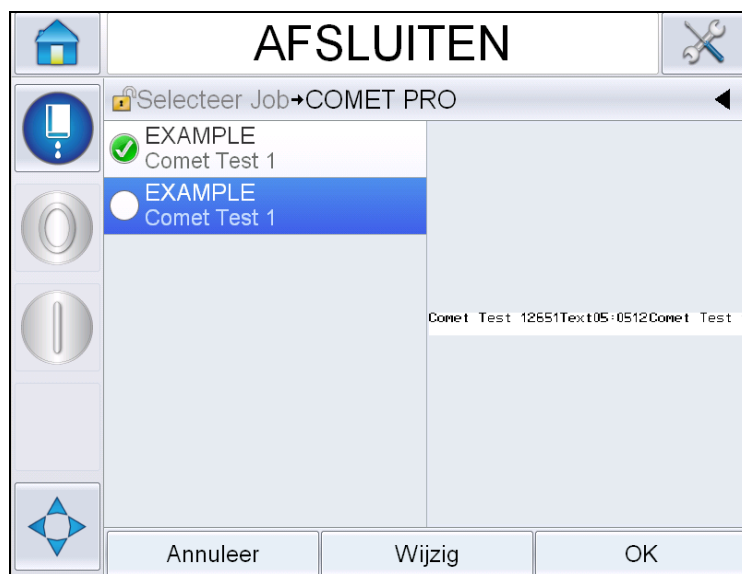 AFSLUITEN
Selecteer Job→COMET PRO
EXAMPLE
Comet Test 1
EXAMPLE
Comet Test 1
Comet Test 12651Text05:0512Comet Test
Annuleer
Wijzig
OK